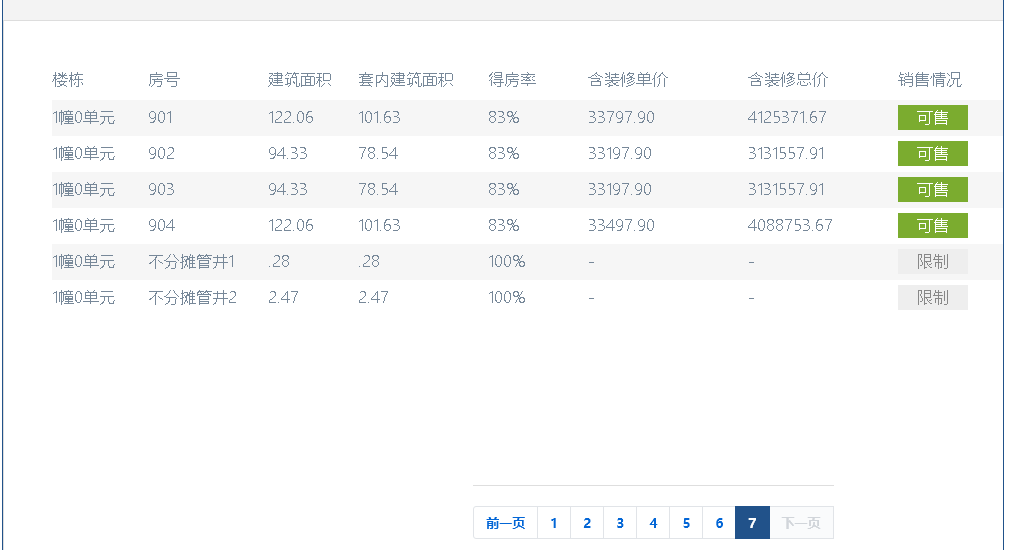 楼栋 房号 建筑面积 套内建筑面积 得房率 含装修单价 含装修总价 销售情况
1幢0单元 901 122.06 101.63 83% 33797.90 4125371.67 可售
1幢0单元 902 94.33 78.54 83% 33197.90 3131557.91 可售
1幢0单元 903 94.33 78.54 83% 33197.90 3131557.91 可售
1幢0单元 904 122.06 101.63 83% 33497.90 4088753.67 可售
1幢0单元 不分摊管井1 .28 .28 100% - - 限制
1幢0单元 不分摊管井2 2.47 2.47 100% - - 限制
前一页 1 2 3 4 5 6 7 下一页